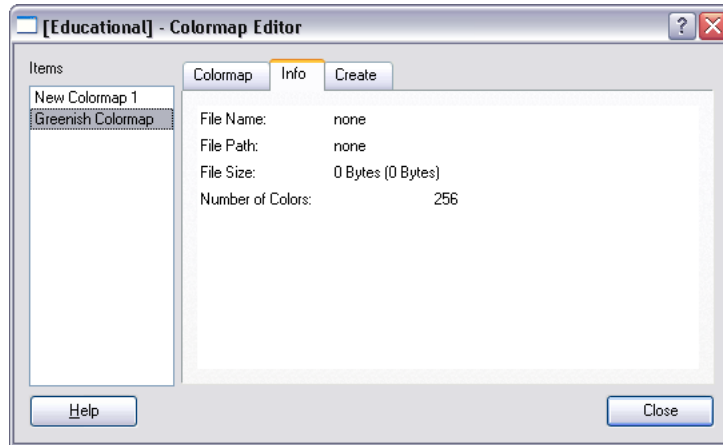 [Educational] - Colormap Editor
Items
New Colormap 1
Greenish Colormap
Colormap Info Create
File Name: none
File Path: none
File Size: 0 Bytes (0 Bytes)
Number of Colors: 256
Help Close